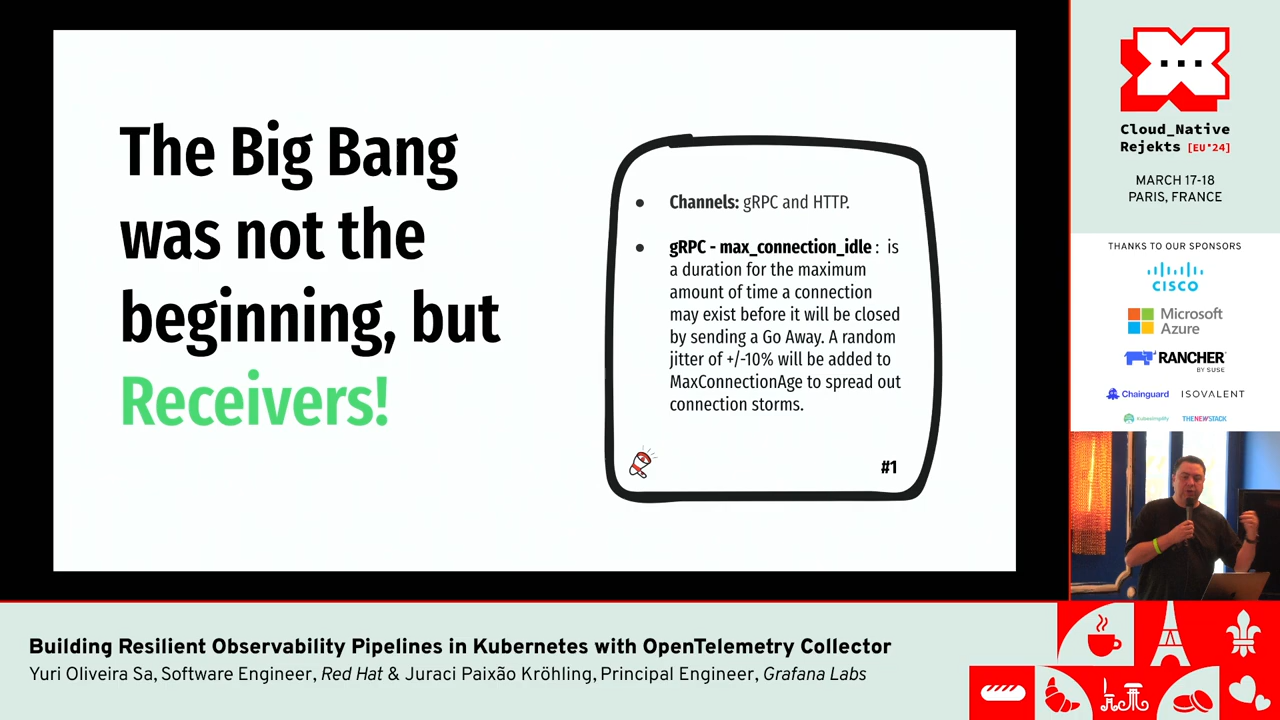 The Big Bang
was not the
beginning, but
Receivers!
● Channels: gRPC and HTTP.
● gRPC - max_connection_idle : is
a duration for the maximum
amount of time a connection
may exist before it will be closed
by sending a Go Away. A random
jitter of +/-10% will be added to
MaxConnectionAge to spread out
connection storms.
#1
Cloud_Native
Rejekts [EU*24]
MARCH 17-18
PARIS, FRANCE
THANKS TO OUR SPONSORS
CISCO
Microsoft
Azure
RANCHER
BY SUSE
Chainguard ISOVALENT
kubesimplify THENEWSTACK
Building Resilient Observability Pipelines in Kubernetes with OpenTelemetry Collector
Yuri Oliveira Sa, Software Engineer, Red Hat & Juraci Paixão Kröhling, Principal Engineer, Grafana Labs